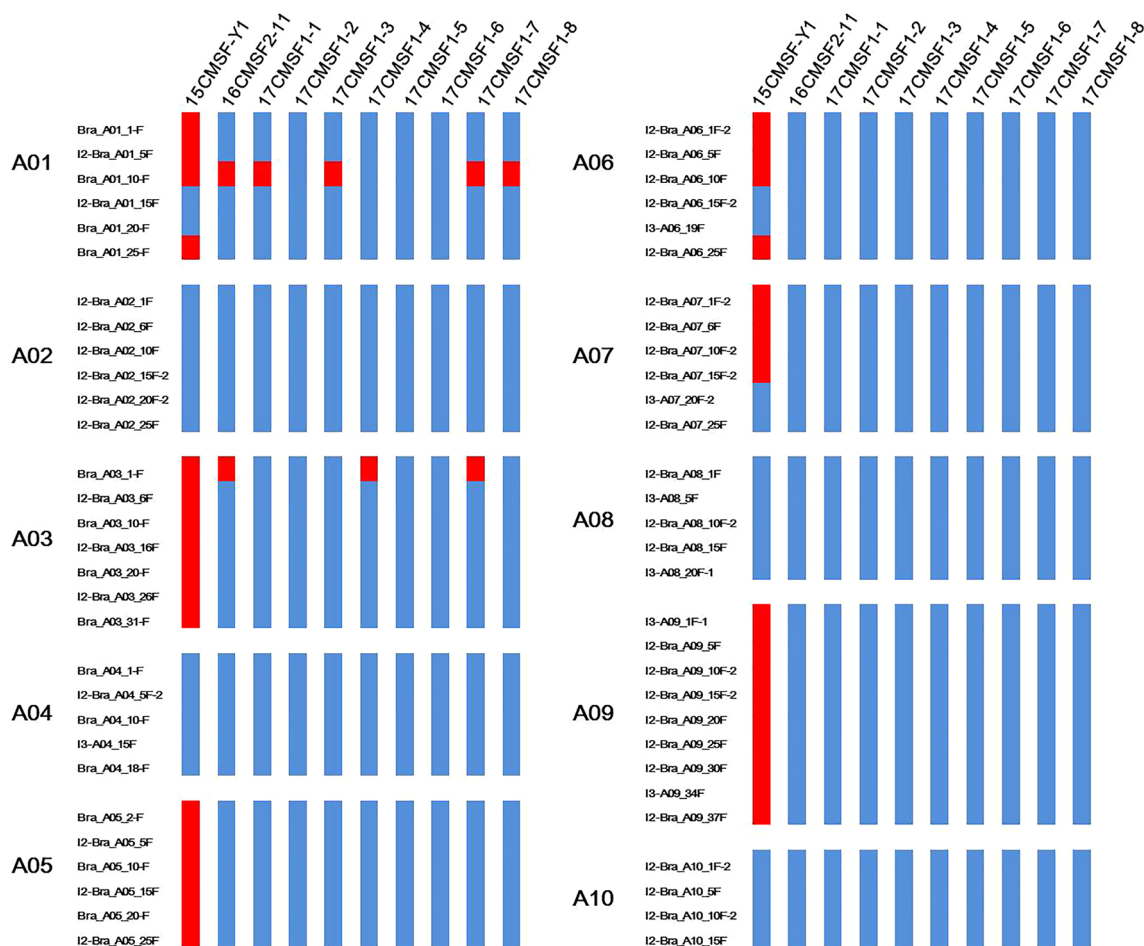 15CMSF-Y1
16CMSF2-11
17CMSF1-1
17CMSF1-2
17CMSF1-3
17CMSF1-4
17CMSF1-5
17CMSF1-6
17CMSF1-7
17CMSF1-8
A01
Bra_A01_1-F
I2-Bra_A01_5F
Bra_A01_10-F
I2-Bra_A01_15F
Bra_A01_20-F
Bra_A01_25-F
A02
I2-Bra_A02_1F
I2-Bra_A02_6F
I2-Bra_A02_10F
I2-Bra_A02_15F-2
I2-Bra_A02_20F-2
I2-Bra_A02_25F
A03
Bra_A03_1-F
I2-Bra_A03_6F
Bra_A03_10-F
I2-Bra_A03_16F
Bra_A03_20-F
I2-Bra_A03_26F
Bra_A03_31-F
A04
Bra_A04_1-F
I2-Bra_A04_5F-2
Bra_A04_10-F
I3-A04_15F
Bra_A04_18-F
A05
Bra_A05_2-F
I2-Bra_A05_5F
Bra_A05_10-F
I2-Bra_A05_15F
Bra_A05_20-F
I2-Bra_A05_25F
15CMSF-Y1
16CMSF2-11
17CMSF1-1
17CMSF1-2
17CMSF1-3
17CMSF1-4
17CMSF1-5
17CMSF1-6
17CMSF1-7
17CMSF1-8
A06
I2-Bra_A06_1F-2
I2-Bra_A06_5F
I2-Bra_A06_10F
I2-Bra_A06_15F-2
I3-A06_19F
I2-Bra_A06_25F
A07
I2-Bra_A07_1F-2
I2-Bra_A07_6F
I2-Bra_A07_10F-2
I2-Bra_A07_15F-2
I3-A07_20F-2
I2-Bra_A07_25F
A08
I2-Bra_A08_1F
I3-A08_5F
I2-Bra_A08_10F-2
I2-Bra_A08_15F
I3-A08_20F-1
A09
I3-A09_1F-1
I2-Bra_A09_5F
I2-Bra_A09_10F-2
I2-Bra_A09_15F-2
I2-Bra_A09_20F
I2-Bra_A09_25F
I2-Bra_A09_30F
I3-A09_34F
I2-Bra_A09_37F
A10
I2-Bra_A10_1F-2
I2-Bra_A10_5F
I2-Bra_A10_10F-2
I2-Bra_A10_15F